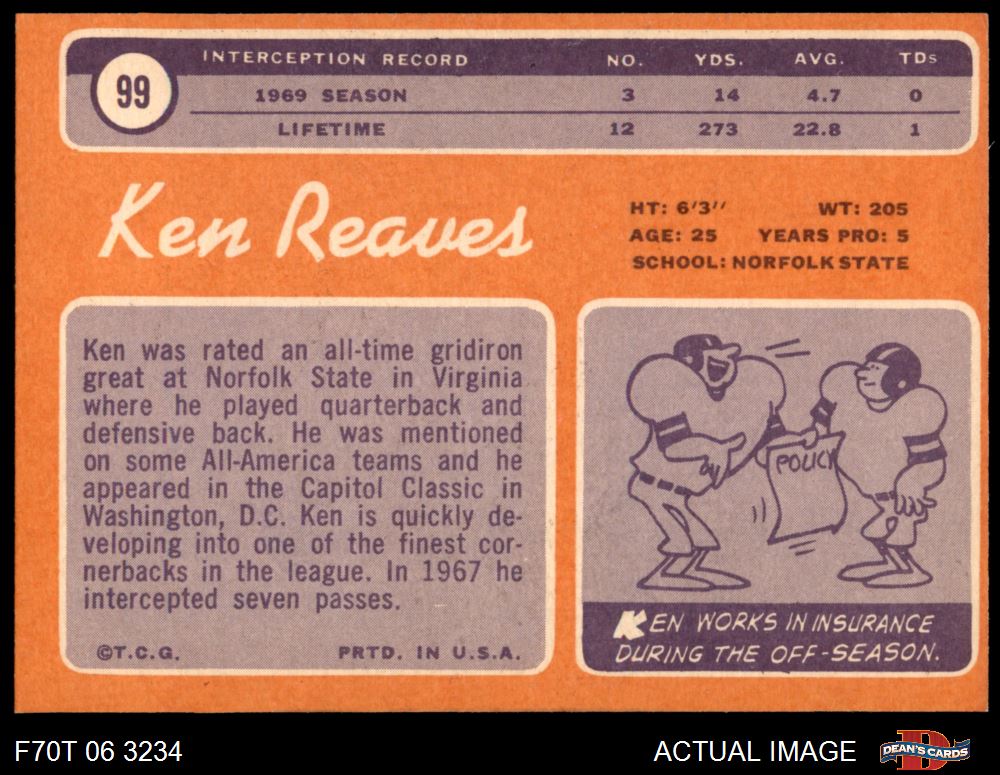 99
INTERCEPTION RECORD NO. YDS. AVG. TDs
1969 SEASON 3 14 4.7 0
LIFETIME 12 273 22.8 1
Ken Reaves
HT: 6'3'' WT: 205
AGE: 25 YEARS PRO: 5
SCHOOL: NORFOLK STATE
Ken was rated an all-time gridiron
great at Norfolk State in Virginia
where he played quarterback and
defensive back. He was mentioned
on some All-America teams and he
appeared in the Capitol Classic in
Washington, D.C. Ken is quickly de-
veloping into one of the finest cor-
nerbacks in the league. In 1967 he
intercepted seven passes.
©T.C.G. PRTD. IN U.S.A.
POLICY
KEN WORKS IN INSURANCE
DURING THE OFF-SEASON.
F70T 06 3234
ACTUAL IMAGE
D
DEAN'S CARDS